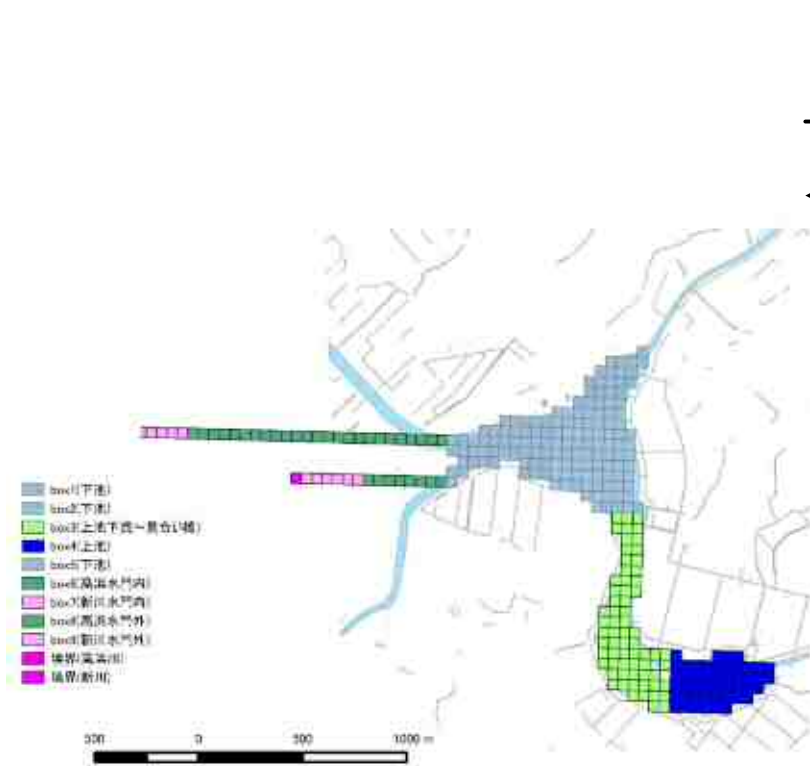 box1(下池)
box2(下池)
box3(上池下流～見合い橋)
box4(上池)
box5(下池)
box6(高浜水門内)
box7(新川水門内)
box8(高浜水門外)
box9(新川水門外)
境界(高浜川)
境界(新川)
500 0 500 1000 m